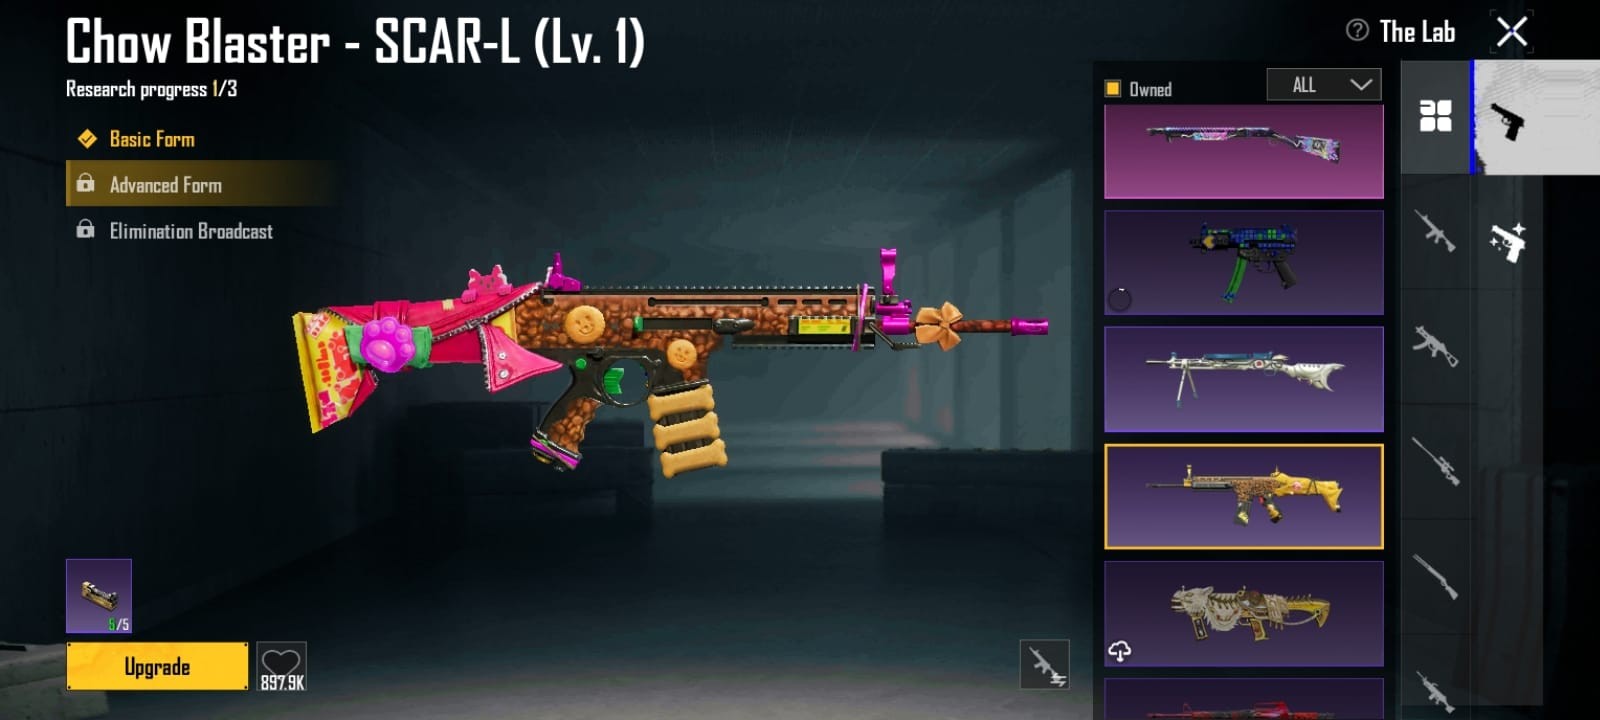 Chow Blaster - SCAR-L (Lv. 1)
Research progress 1/3
Basic Form
Advanced Form
Elimination Broadcast
5/5
Upgrade
897.9K
The Lab
Owned
ALL